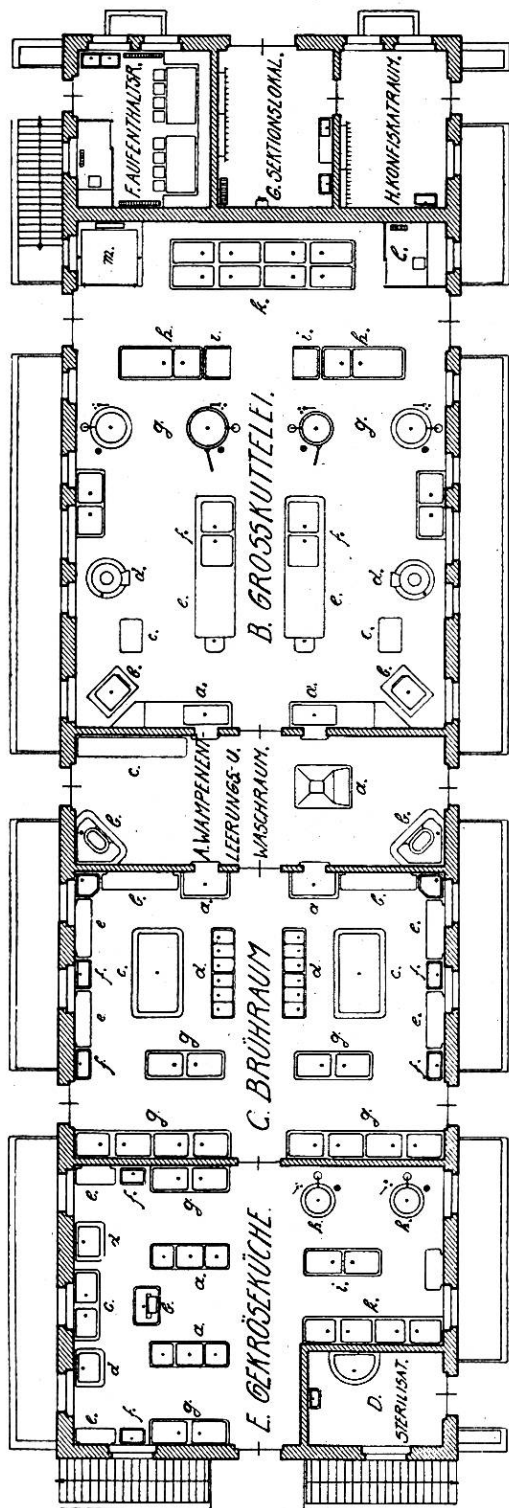 e. d c. d e.
f. b. f.
g. a. a. g.
E. GEKRÖSEKÜCHE.
i. h. j.
k. h. j.
D.
STERILISAT.
f. e. f. e
g. g c. b.
d a.
C. BRÜHRAUM
g. g. d a
c. b.
f. e. f. e.
b. c.
A. WAMPENENT
LEERUNGS- U.
WASCHRAUM.
a.
b.
b. c. d. j. h. m.
a. e. f. g. j. i.
B. GROSSKUTTELEI. k.
a. e. f. j. i.
b. c. d. g. j. h. l.
F. AUFENTHALTSR.
G. SEKTIONSLOKAL.
H. KONFISKATRAUM.